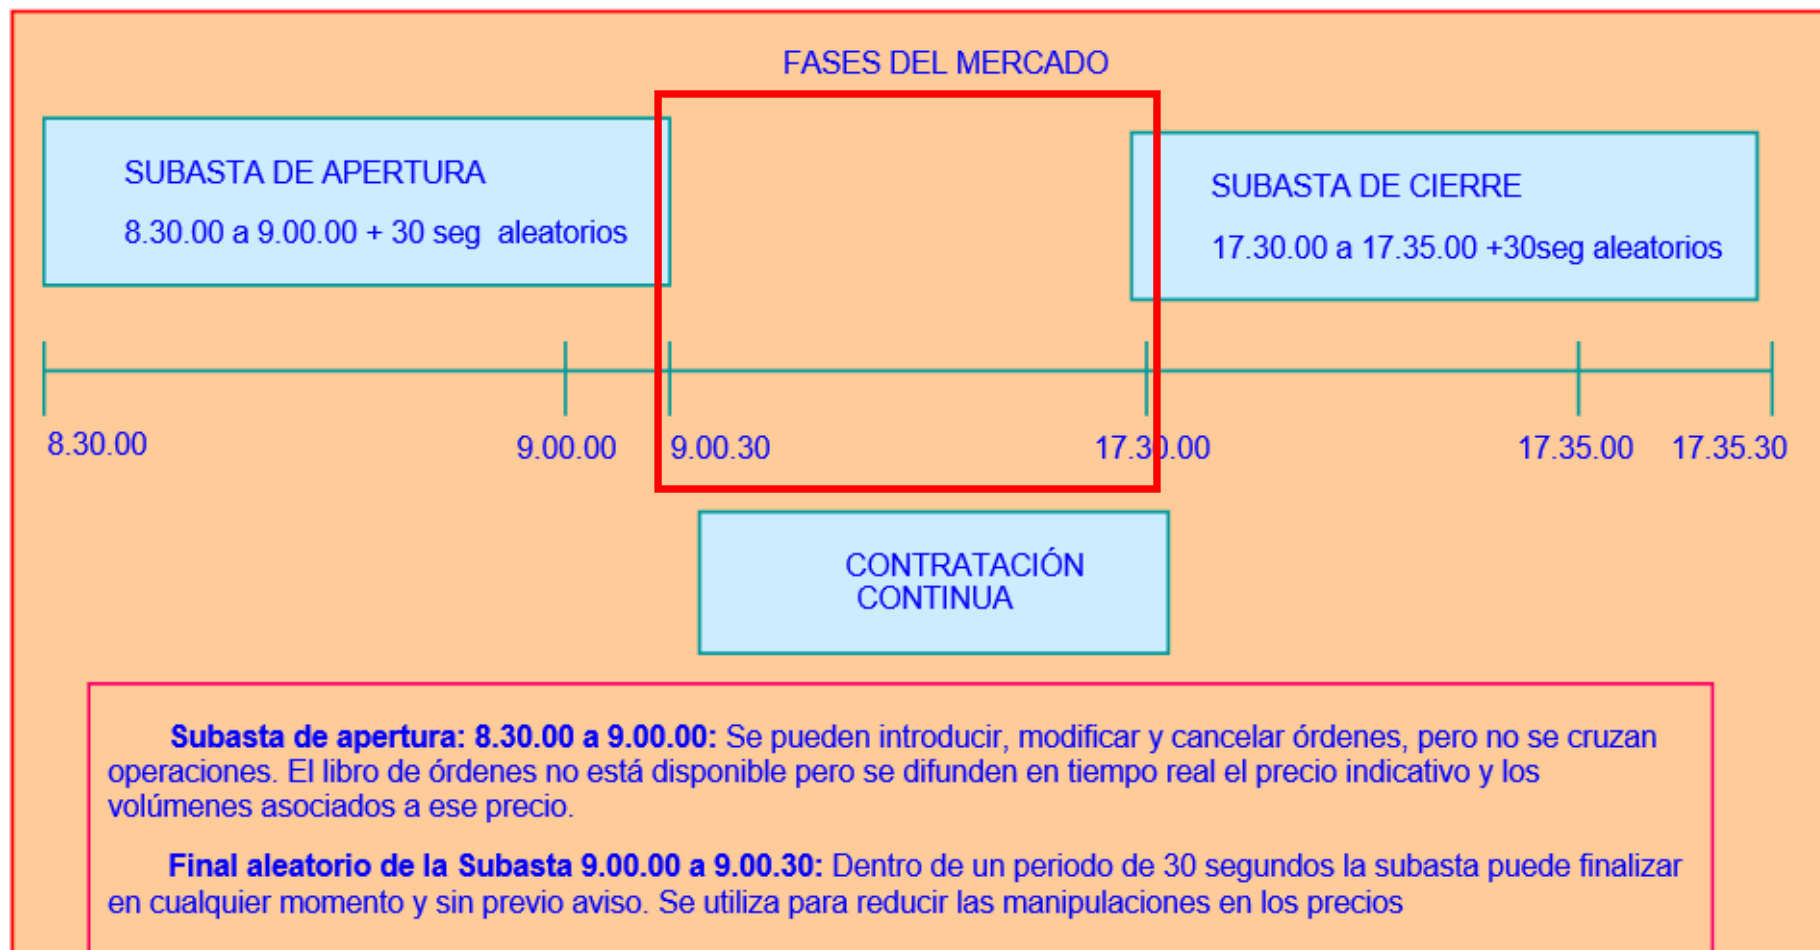 FASES DEL MERCADO
SUBASTA DE APERTURA
8.30.00 a 9.00.00 + 30 seg aleatorios
SUBASTA DE CIERRE
17.30.00 a 17.35.00 +30seg aleatorios
8.30.00
9.00.00
9.00.30
17.30.00
17.35.00
17.35.30
CONTRATACIÓN
CONTINUA
Subasta de apertura: 8.30.00 a 9.00.00: Se pueden introducir, modificar y cancelar órdenes, pero no se cruzan
operaciones. El libro de órdenes no está disponible pero se difunden en tiempo real el precio indicativo y los
volúmenes asociados a ese precio.
Final aleatorio de la Subasta 9.00.00 a 9.00.30: Dentro de un periodo de 30 segundos la subasta puede finalizar
en cualquier momento y sin previo aviso. Se utiliza para reducir las manipulaciones en los precios